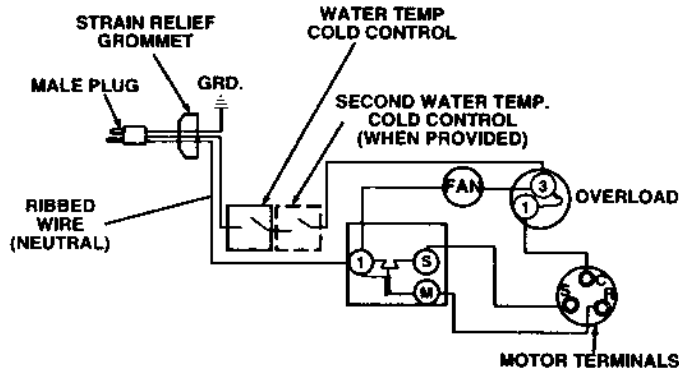 WATER TEMP
COLD CONTROL
STRAIN RELIEF
GROMMET
MALE PLUG
GRD.
SECOND WATER TEMP.
COLD CONTROL
(WHEN PROVIDED)
FAN
3
1
OVERLOAD
RIBBED
WIRE
(NEUTRAL)
1
S
M
C
S
R
MOTOR TERMINALS